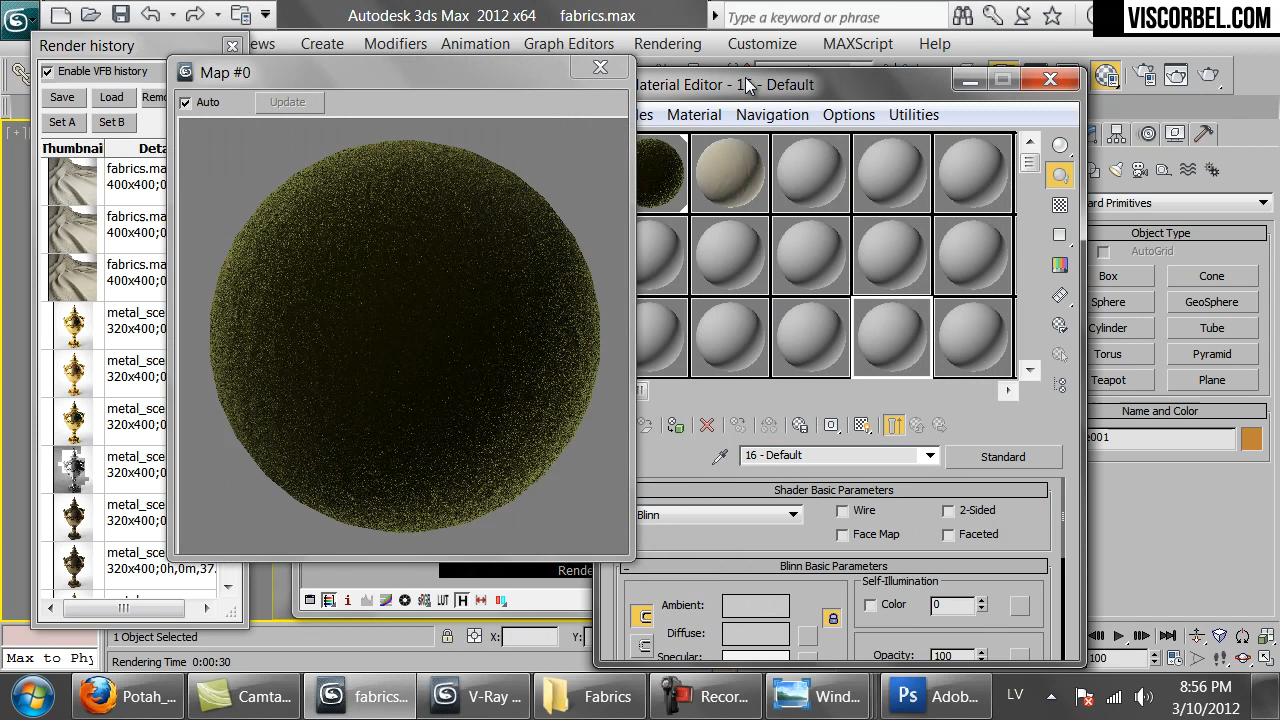 Autodesk 3ds Max 2012 x64 fabrics.max
Type a keyword or phrase
VISCORBEL.COM
Create Modifiers Animation Graph Editors Rendering Customize MAXScript Help
Render history
Enable VFB history
Save Load
Set A Set B
fabrics.ma
400x400;0
fabrics.ma
400x400;0
fabrics.ma
400x400;0
metal_sce
320x400;0
metal_sce
320x400;0
metal_sce
320x400;0
metal_sce
320x400;0
metal_sce
320x400;0
metal_sce
320x400;0h,0m,37.
Map #0
Auto Update
- Default
Material Navigation Options Utilities
16 - Default
Standard
Shader Basic Parameters
Blinn
Wire 2-Sided
Face Map Faceted
Blinn Basic Parameters
Self-Illumination
Ambient: Color 0
Diffuse:
Opacity: 100
Object Type
AutoGrid
Box Cone
Sphere GeoSphere
Cylinder Tube
Torus Pyramid
Teapot Plane
Name and Color
1 Object Selected
X: Y:
Max to Phy
Rendering Time 0:00:30
100
Potah_... Camta... fabrics... V-Ray ... Fabrics Recor... Wind... Adob...
LV
8:56 PM
3/10/2012